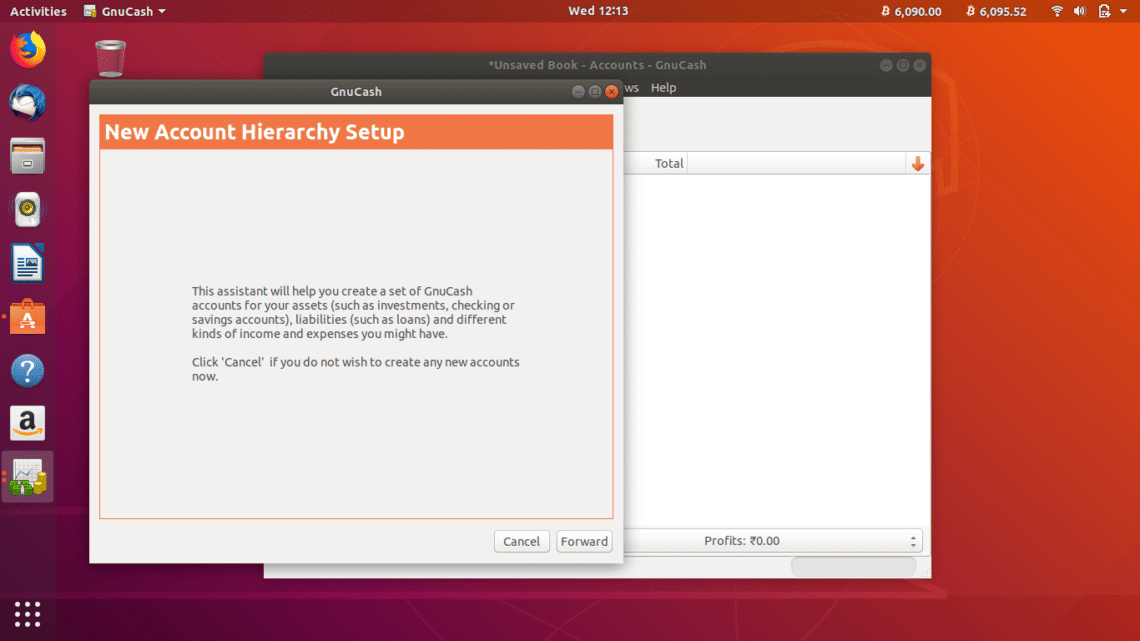 Activities GnuCash Wed 12:13 ₿ 6,090.00 ₿ 6,095.52
*Unsaved Book - Accounts - GnuCash
ws Help
Total
Profits: ₹0.00
GnuCash
New Account Hierarchy Setup
This assistant will help you create a set of GnuCash
accounts for your assets (such as investments, checking or
savings accounts), liabilities (such as loans) and different
kinds of income and expenses you might have.
Click 'Cancel' if you do not wish to create any new accounts
now.
Cancel Forward